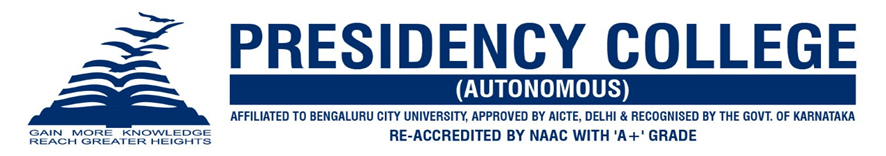 GAIN MORE KNOWLEDGE
REACH GREATER HEIGHTS
PRESIDENCY COLLEGE
(AUTONOMOUS)
AFFILIATED TO BENGALURU CITY UNIVERSITY, APPROVED BY AICTE, DELHI & RECOGNISED BY THE GOVT. OF KARNATAKA
RE-ACCREDITED BY NAAC WITH 'A+' GRADE